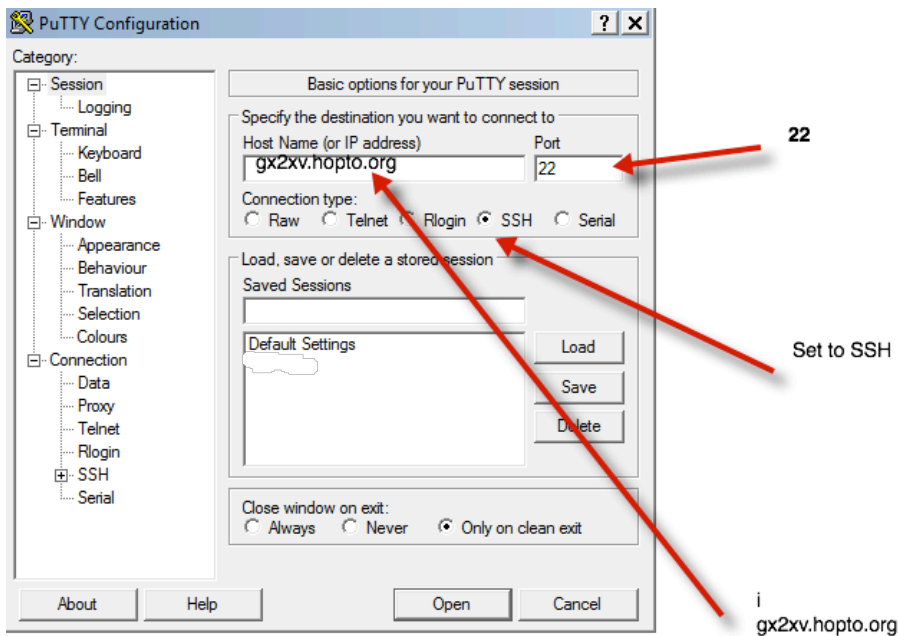 PuTTY Configuration
? X
Category:
Session
Logging
Terminal
Keyboard
Bell
Features
Window
Appearance
Behaviour
Translation
Selection
Colours
Connection
Data
Proxy
Telnet
Rlogin
SSH
Serial
Basic options for your PuTTY session
Specify the destination you want to connect to
Host Name (or IP address) Port
gx2xv.hopto.org 22
Connection type:
Raw Telnet Rlogin SSH Serial
Load, save or delete a stored session
Saved Sessions
Default Settings
Load
Save
Delete
Close window on exit:
Always Never Only on clean exit
About Help Open Cancel
22
Set to SSH
i
gx2xv.hopto.org